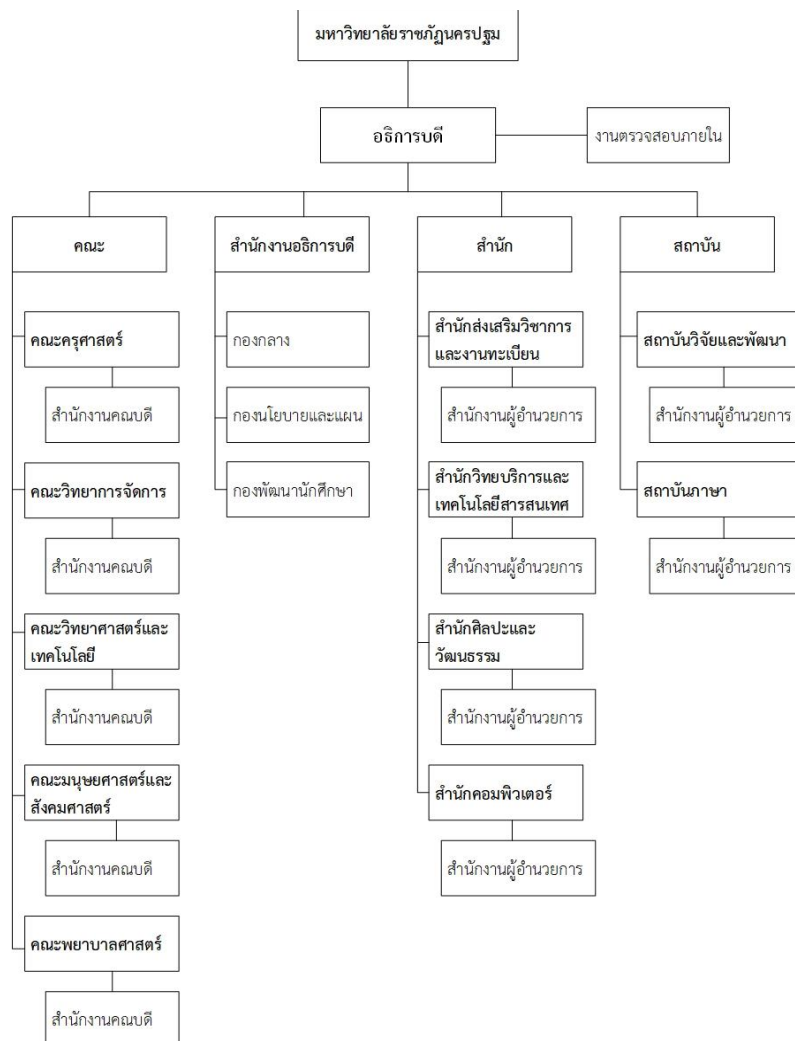 มหาวิทยาลัยราชภัฏนครปฐม
อธิการบดี
งานตรวจสอบภายใน
คณะ
คณะครุศาสตร์
สำนักงานคณบดี
คณะวิทยาการจัดการ
สำนักงานคณบดี
คณะวิทยาศาสตร์และ
เทคโนโลยี
สำนักงานคณบดี
คณะมนุษยศาสตร์และ
สังคมศาสตร์
สำนักงานคณบดี
คณะพยาบาลศาสตร์
สำนักงานคณบดี
สำนักงานอธิการบดี
กองกลาง
กองนโยบายและแผน
กองพัฒนานักศึกษา
สำนัก
สำนักส่งเสริมวิชาการ
และงานทะเบียน
สำนักงานผู้อำนวยการ
สำนักวิทยบริการและ
เทคโนโลยีสารสนเทศ
สำนักงานผู้อำนวยการ
สำนักศิลปะและ
วัฒนธรรม
สำนักงานผู้อำนวยการ
สำนักคอมพิวเตอร์
สำนักงานผู้อำนวยการ
สถาบัน
สถาบันวิจัยและพัฒนา
สำนักงานผู้อำนวยการ
สถาบันภาษา
สำนักงานผู้อำนวยการ